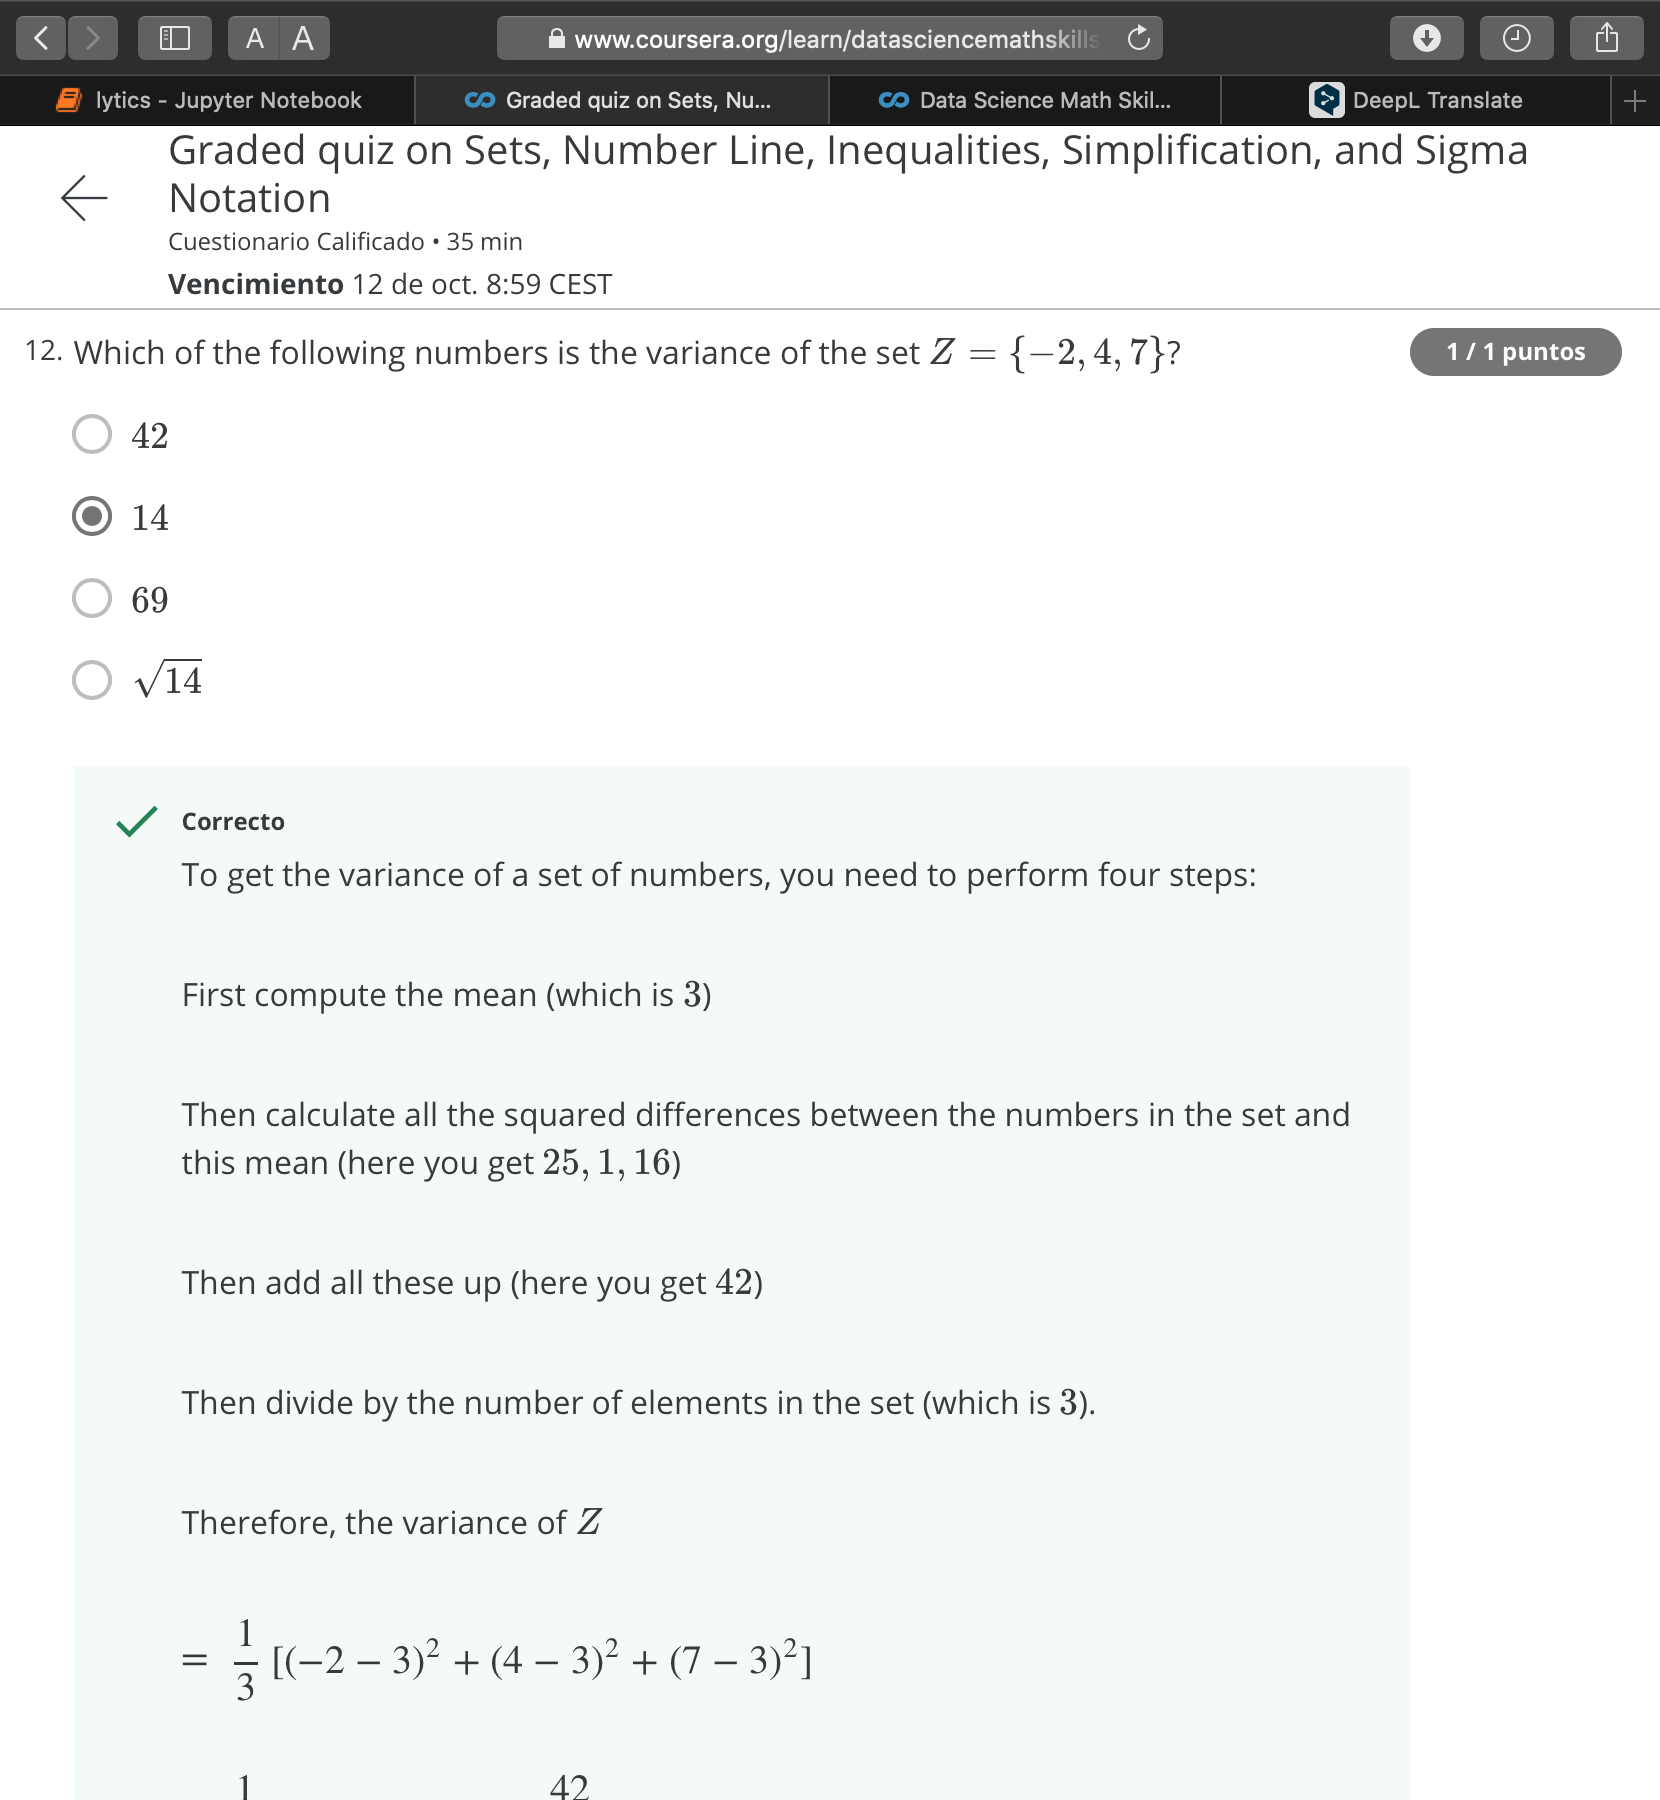 A A
www.coursera.org/learn/datasciencemathskills
lytics - Jupyter Notebook
Graded quiz on Sets, Nu...
Data Science Math Skil...
DeepL Translate
Graded quiz on Sets, Number Line, Inequalities, Simplification, and Sigma
Notation
Cuestionario Calificado • 35 min
Vencimiento 12 de oct. 8:59 CEST
12. Which of the following numbers is the variance of the set Z = {−2, 4, 7}?
1 / 1 puntos
42
14
69
√14
Correcto
To get the variance of a set of numbers, you need to perform four steps:
First compute the mean (which is 3)
Then calculate all the squared differences between the numbers in the set and
this mean (here you get 25, 1, 16)
Then add all these up (here you get 42)
Then divide by the number of elements in the set (which is 3).
Therefore, the variance of Z
= 1/3 [(−2 − 3)² + (4 − 3)² + (7 − 3)²]
1 42